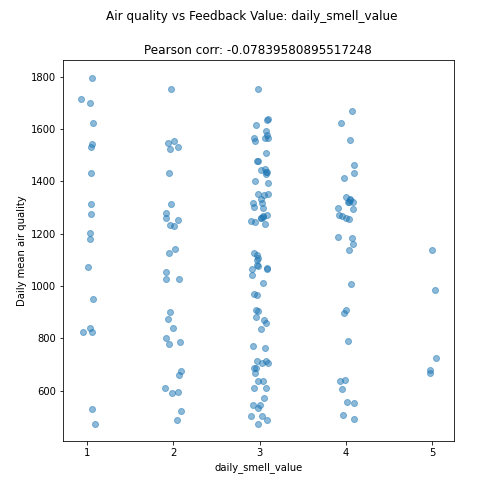 Air quality vs Feedback Value: daily_smell_value
Pearson corr: -0.07839580895517248
1800
1600
1400
1200
1000
800
600
Daily mean air quality
1 2 3 4 5
daily_smell_value